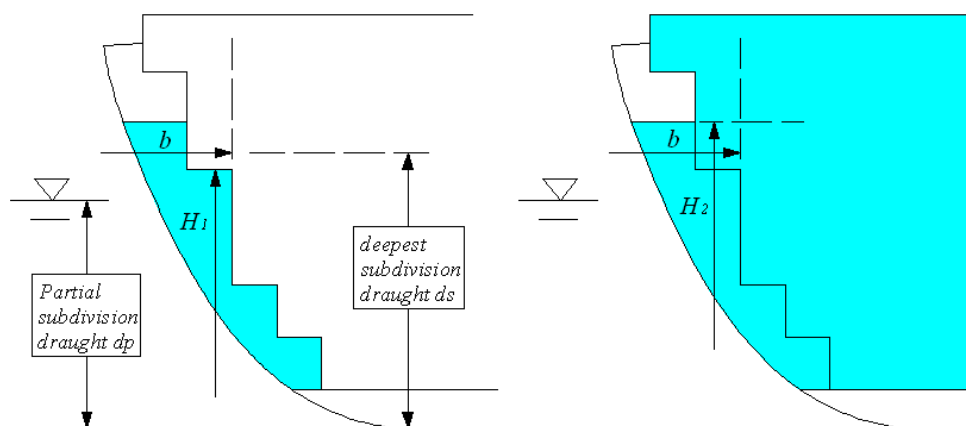 b
H1
Partial
subdivision
draught dp
deepest
subdivision
draught ds
b
H2